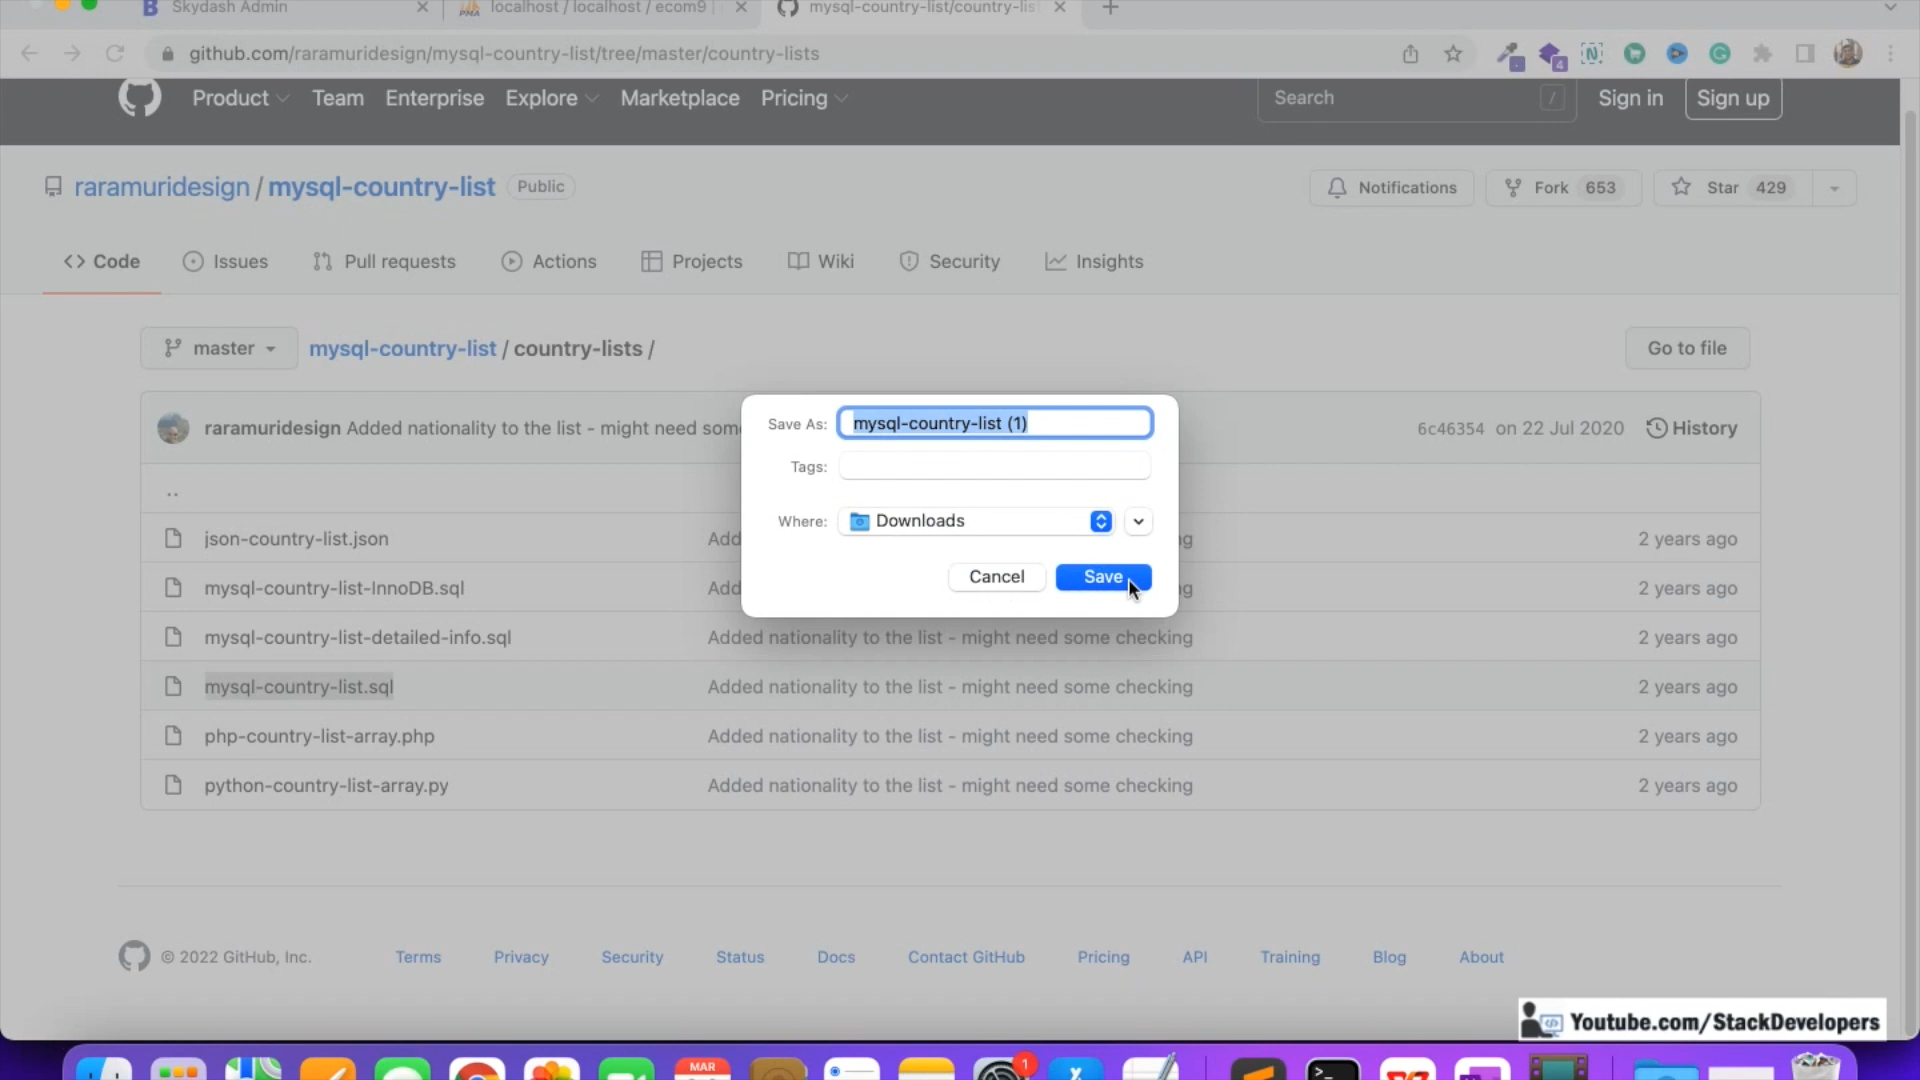 Skydash Admin
localhost / localhost / ecom9 |
mysql-country-list/country-lis
github.com/raramuridesign/mysql-country-list/tree/master/country-lists
Product Team Enterprise Explore Marketplace Pricing
Search / Sign in Sign up
raramuridesign / mysql-country-list Public
Notifications Fork 653 Star 429
Code Issues Pull requests Actions Projects Wiki Security Insights
master mysql-country-list / country-lists / Go to file
raramuridesign Added nationality to the list - might need some
6c46354 on 22 Jul 2020 History
..
json-country-list.json 2 years ago
mysql-country-list-InnoDB.sql 2 years ago
mysql-country-list-detailed-info.sql Added nationality to the list - might need some checking 2 years ago
mysql-country-list.sql Added nationality to the list - might need some checking 2 years ago
php-country-list-array.php Added nationality to the list - might need some checking 2 years ago
python-country-list-array.py Added nationality to the list - might need some checking 2 years ago
Save As: mysql-country-list (1)
Tags:
Where: Downloads
Cancel Save
© 2022 GitHub, Inc. Terms Privacy Security Status Docs Contact GitHub Pricing API Training Blog About
Youtube.com/StackDevelopers
MAR
1